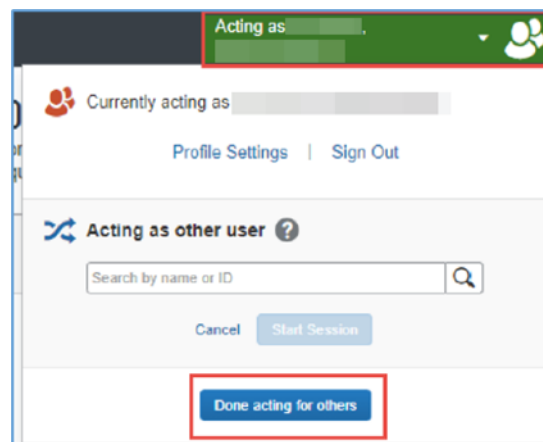 Acting as ,
Currently acting as
Profile Settings | Sign Out
Acting as other user ?
Search by name or ID
Cancel Start Session
Done acting for others